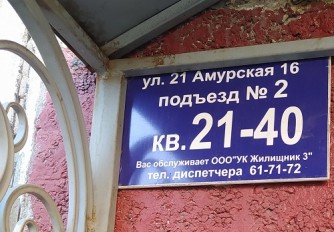 ул. 21 Амурская 16
подъезд № 2
кв. 21-40
Вас обслуживает ООО"УК Жилищник 3"
тел. диспетчера 61-71-72